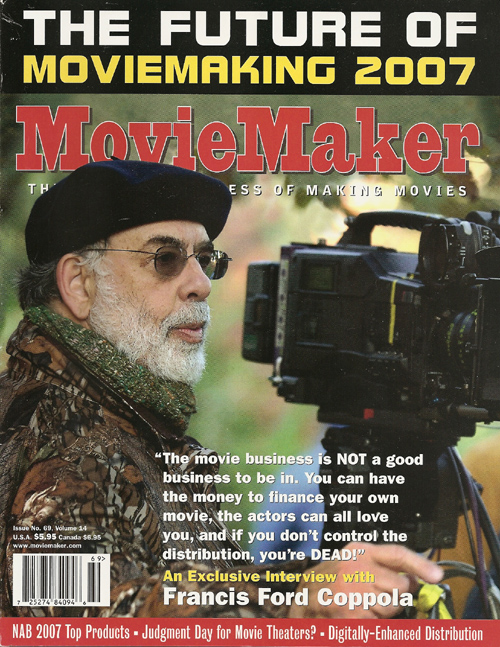 THE FUTURE OF
MOVIEMAKING 2007
MovieMaker
ESS OF MAKING MOVIES
“The movie business is NOT a good
business to be in. You can have
the money to finance your own
movie, the actors can all love
you, and if you don’t control the
distribution, you’re DEAD!”
An Exclusive Interview with
Francis Ford Coppola
Issue No. 69, Volume 14
U.S.A. $5.95 Canada $6.95
www.moviemaker.com
6 9>
7 25274 84094 6
NAB 2007 Top Products ▪ Judgment Day for Movie Theaters? ▪ Digitally-Enhanced Distribution